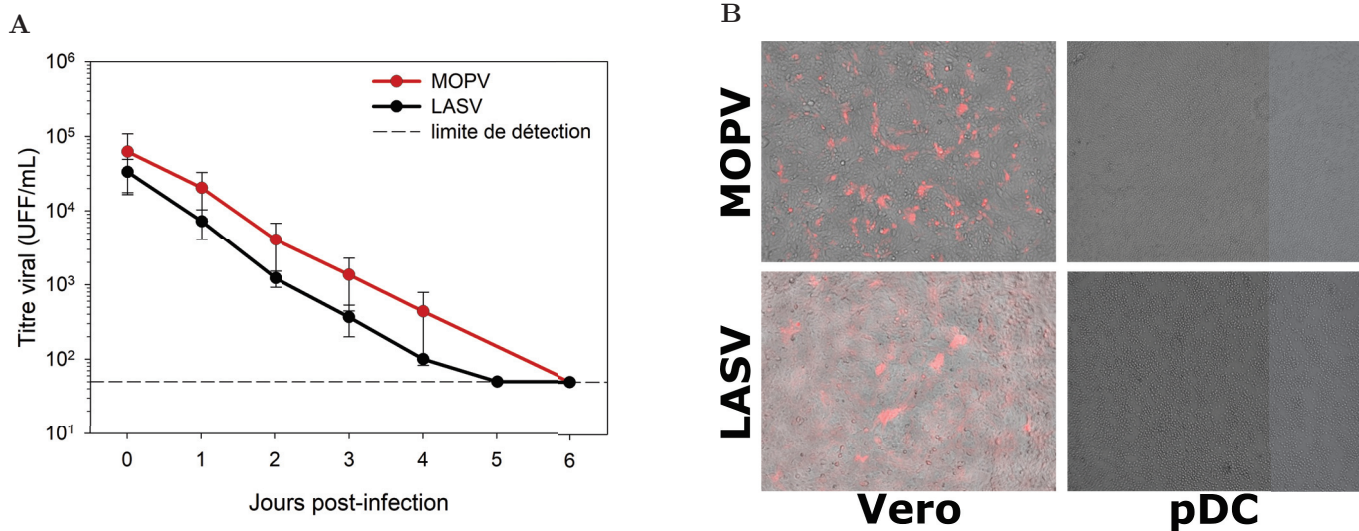 A
Titre viral (UFF/mL)
10⁶
10⁵
10⁴
10³
10²
10¹
MOPV
LASV
limite de détection
0 1 2 3 4 5 6
Jours post-infection
B
MOPV
LASV
Vero pDC